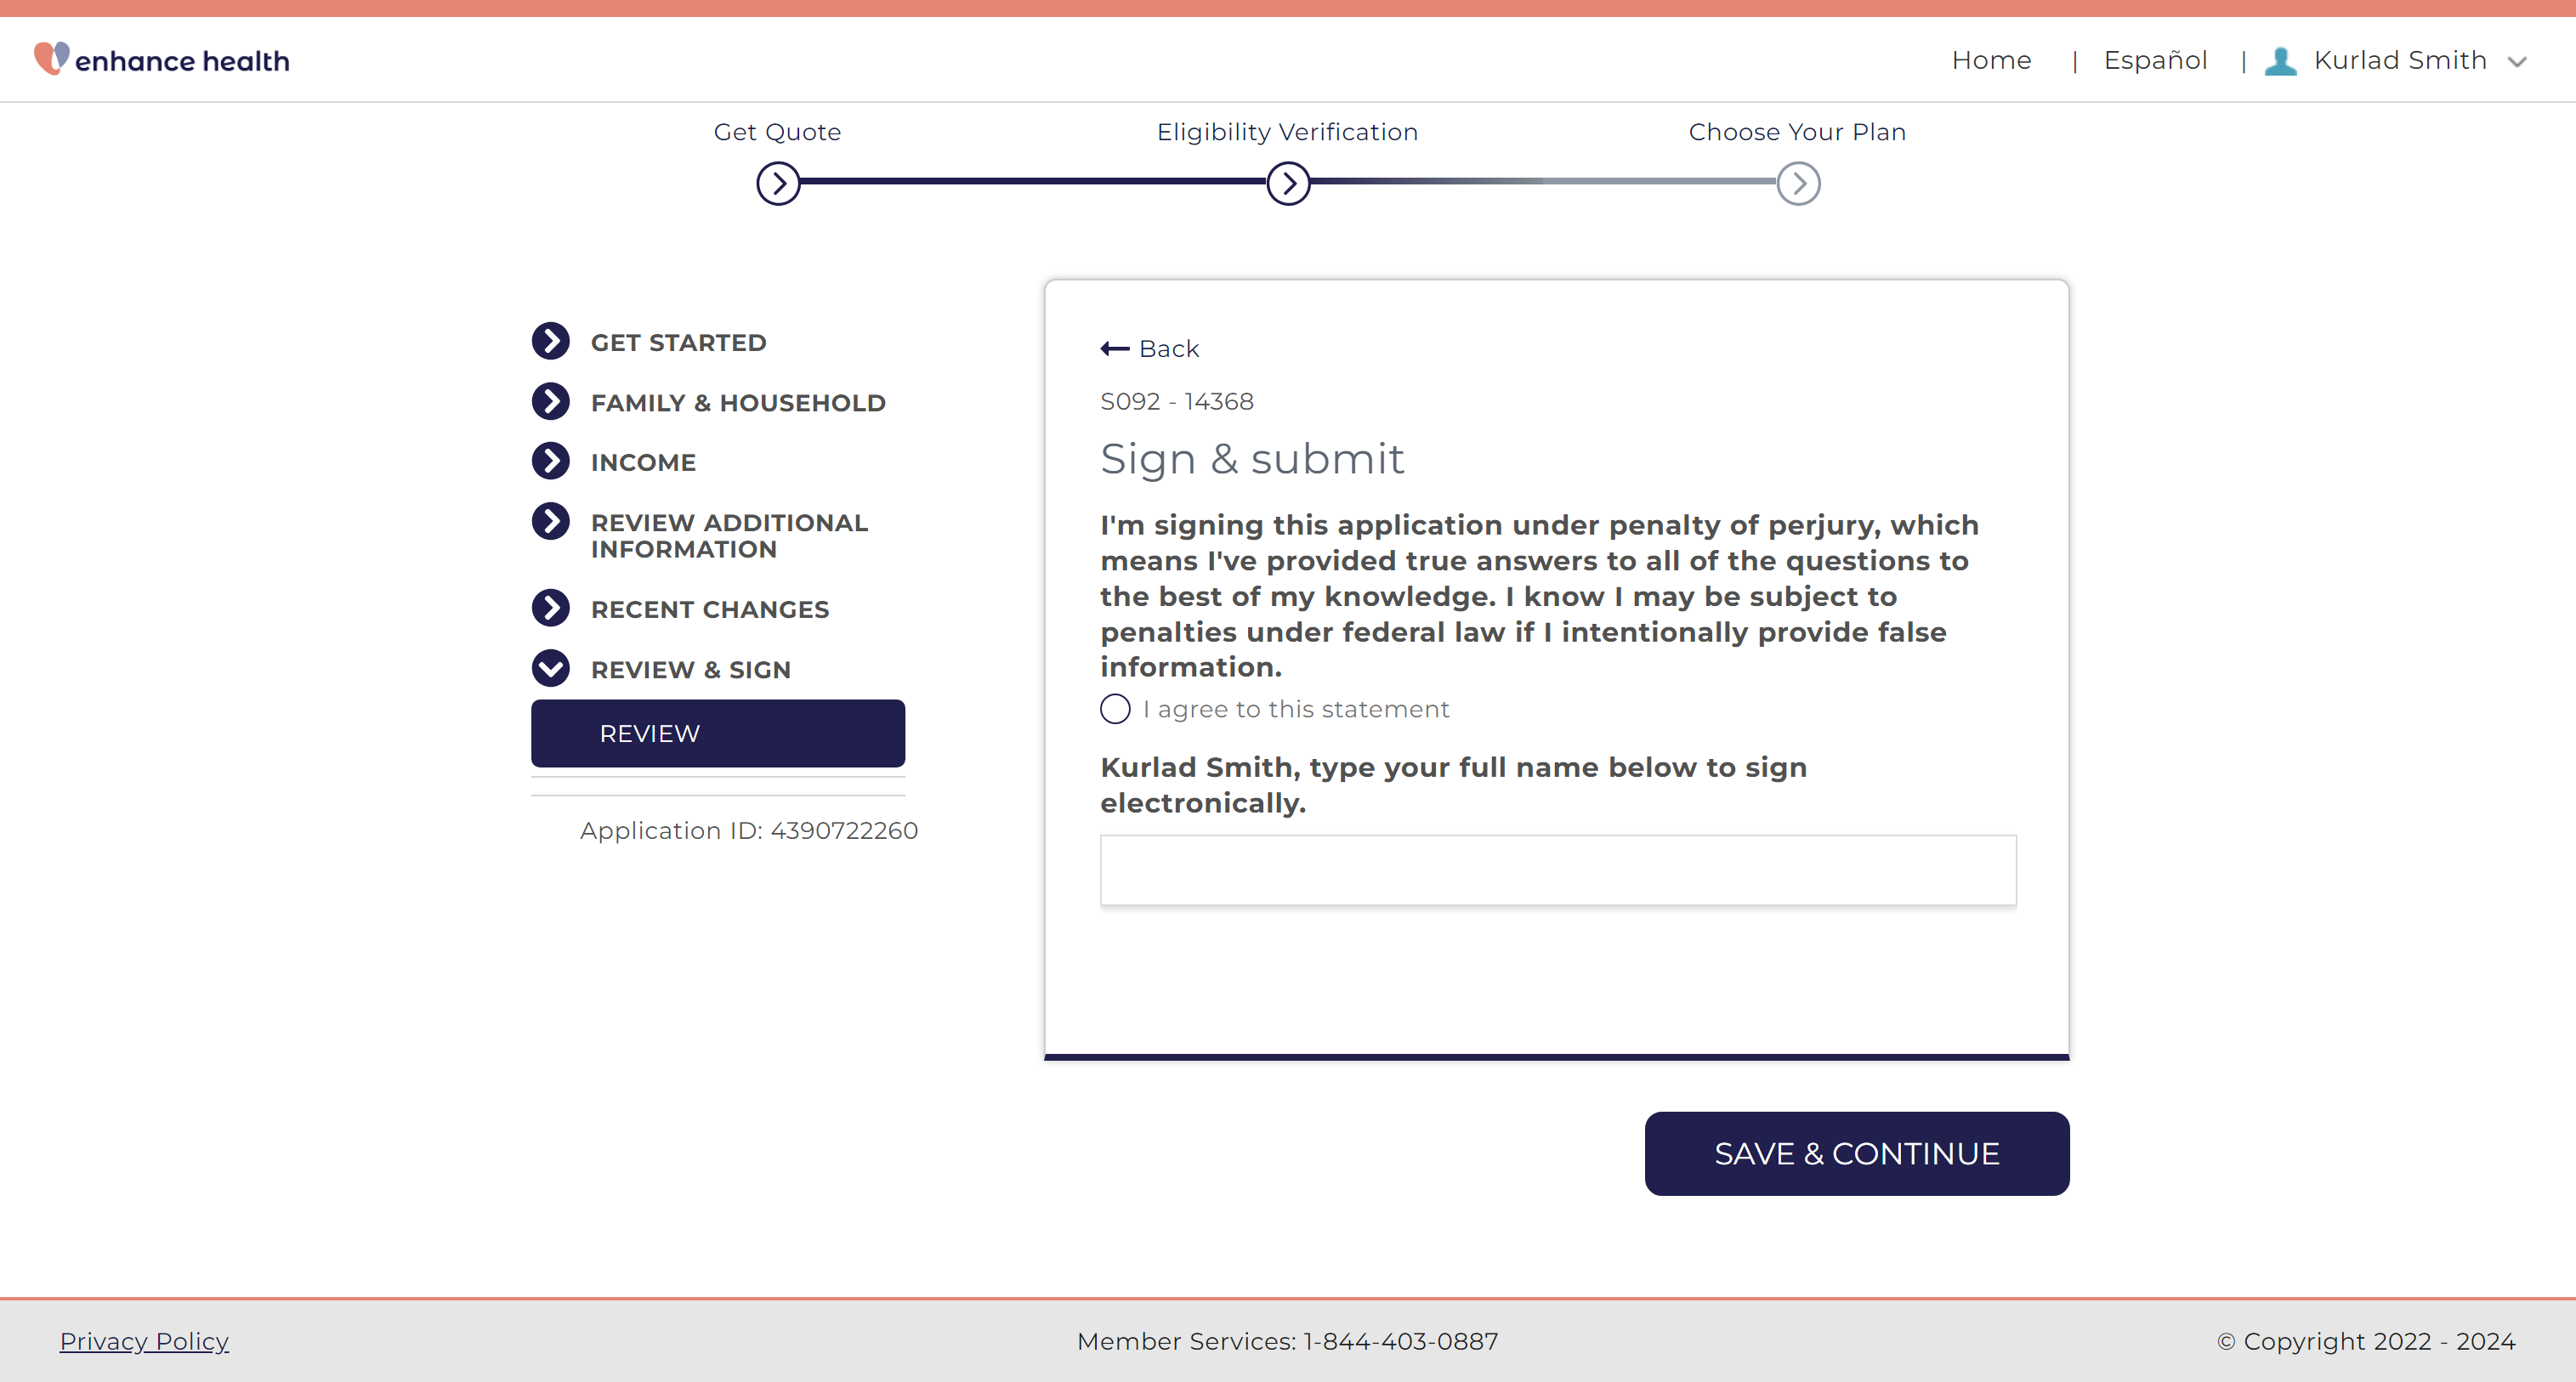 enhance health
Home | Español | Kurlad Smith
Get Quote
Eligibility Verification
Choose Your Plan
GET STARTED
FAMILY & HOUSEHOLD
INCOME
REVIEW ADDITIONAL
INFORMATION
RECENT CHANGES
REVIEW & SIGN
REVIEW
Application ID: 4390722260
Back
S092 - 14368
Sign & submit
I'm signing this application under penalty of perjury, which
means I've provided true answers to all of the questions to
the best of my knowledge. I know I may be subject to
penalties under federal law if I intentionally provide false
information.
I agree to this statement
Kurlad Smith, type your full name below to sign
electronically.
SAVE & CONTINUE
Privacy Policy
Member Services: 1-844-403-0887
© Copyright 2022 - 2024